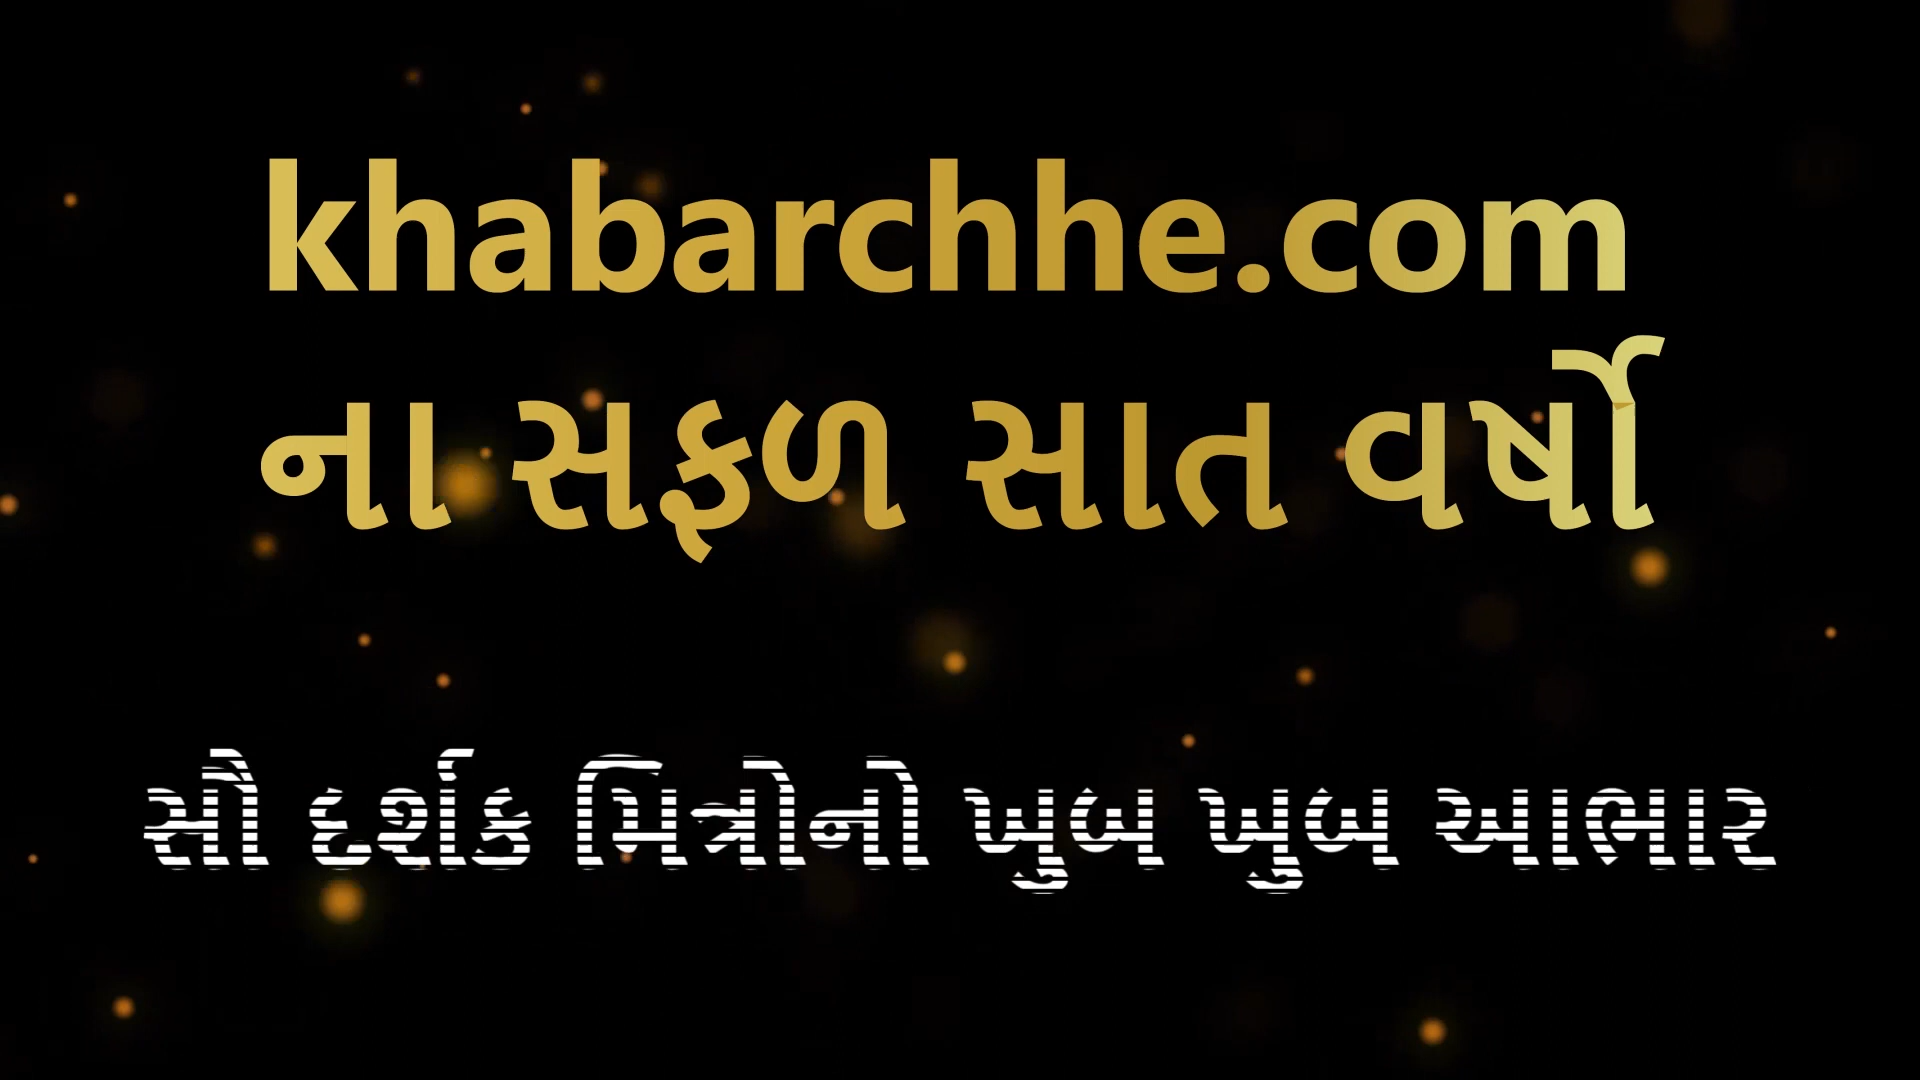 khabarchhe.com
ના સફળ સાત વર્ષો
સૌ દર્શક મિત્રોનો ખુબ ખુબ આભાર